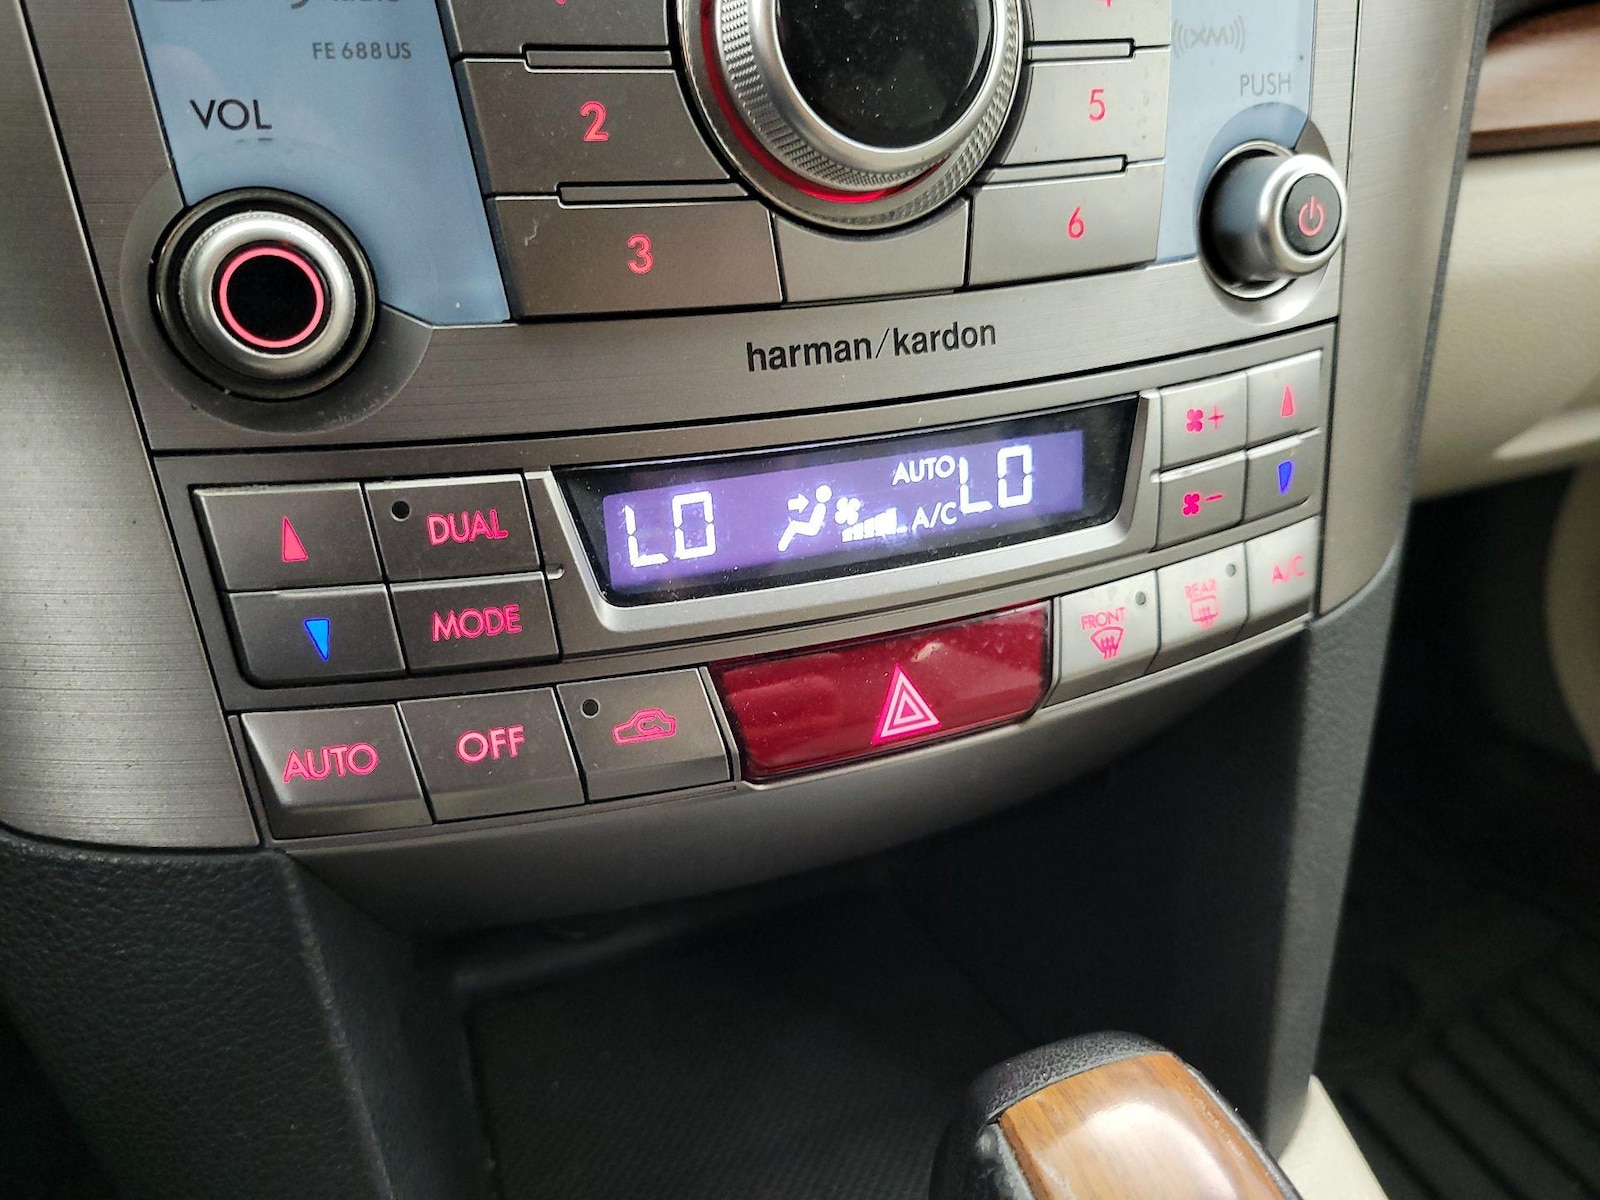 FE 688 US
VOL
2
3
5
6
((XM))
PUSH
harman/kardon
DUAL
MODE
LO
AUTO
A/C
LO
FRONT
REAR
A/C
AUTO
OFF